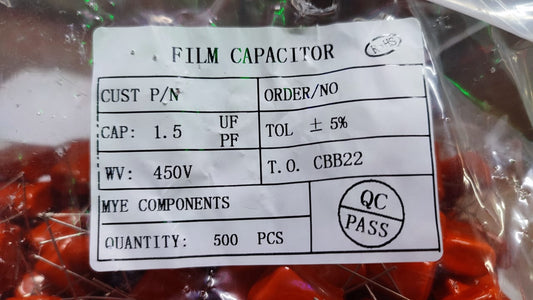 FILM CAPACITOR
RoHS
CUST P/N
ORDER/NO
CAP: 1.5 UF
PF
TOL ± 5%
WV: 450V
T.O. CBB22
MYE COMPONENTS
QC
PASS
QUANTITY: 500 PCS